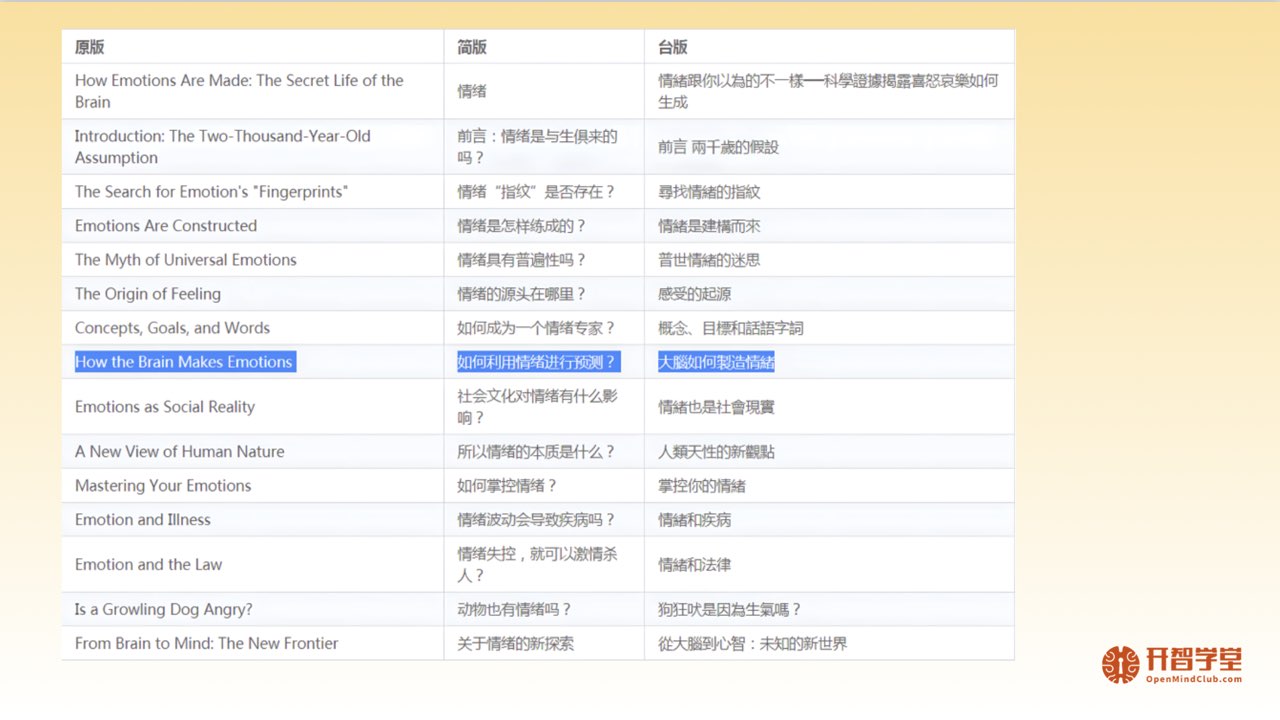 原版 简版 台版
How Emotions Are Made: The Secret Life of the
Brain
情绪
情緒跟你以為的不一樣──科學證據揭露喜怒哀樂如何
生成
Introduction: The Two-Thousand-Year-Old
Assumption
前言：情绪是与生俱来的
吗？
前言 兩千歲的假設
The Search for Emotion's "Fingerprints" 情绪“指纹”是否存在？ 尋找情緒的指紋
Emotions Are Constructed 情绪是怎样练成的？ 情緒是建構而來
The Myth of Universal Emotions 情绪具有普遍性吗？ 普世情緒的迷思
The Origin of Feeling 情绪的源头在哪里？ 感受的起源
Concepts, Goals, and Words 如何成为一个情绪专家？ 概念、目標和話語字詞
How the Brain Makes Emotions 如何利用情绪进行预测？ 大腦如何製造情緒
Emotions as Social Reality
社会文化对情绪有什么影
响？
情緒也是社會現實
A New View of Human Nature 所以情绪的本质是什么？ 人類天性的新觀點
Mastering Your Emotions 如何掌控情绪？ 掌控你的情緒
Emotion and Illness 情绪波动会导致疾病吗？ 情緒和疾病
Emotion and the Law
情绪失控，就可以激情杀
人？
情緒和法律
Is a Growling Dog Angry? 动物也有情绪吗？ 狗狂吠是因為生氣嗎？
From Brain to Mind: The New Frontier 关于情绪的新探索 從大腦到心智：未知的新世界
开智学堂
OpenMindClub.com